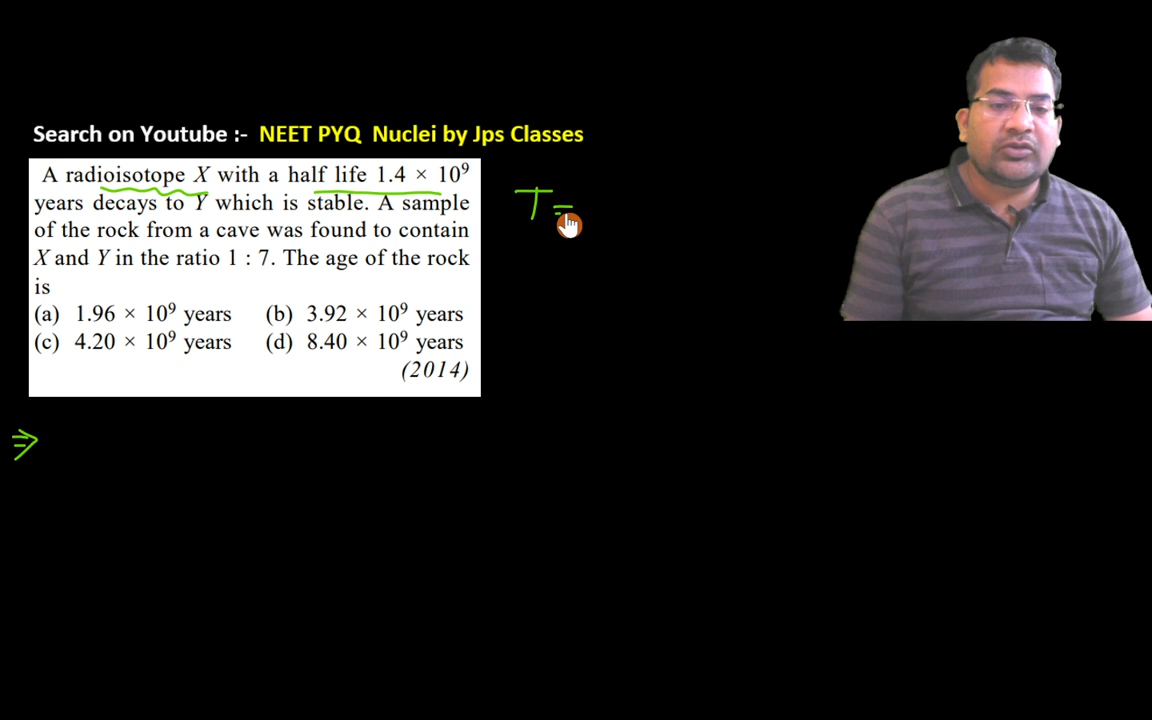 Search on Youtube :- NEET PYQ Nuclei by Jps Classes
A radioisotope X with a half life 1.4 × 10⁹
years decays to Y which is stable. A sample
of the rock from a cave was found to contain
X and Y in the ratio 1 : 7. The age of the rock
is
(a) 1.96 × 10⁹ years (b) 3.92 × 10⁹ years
(c) 4.20 × 10⁹ years (d) 8.40 × 10⁹ years
(2014)
T =
⇒